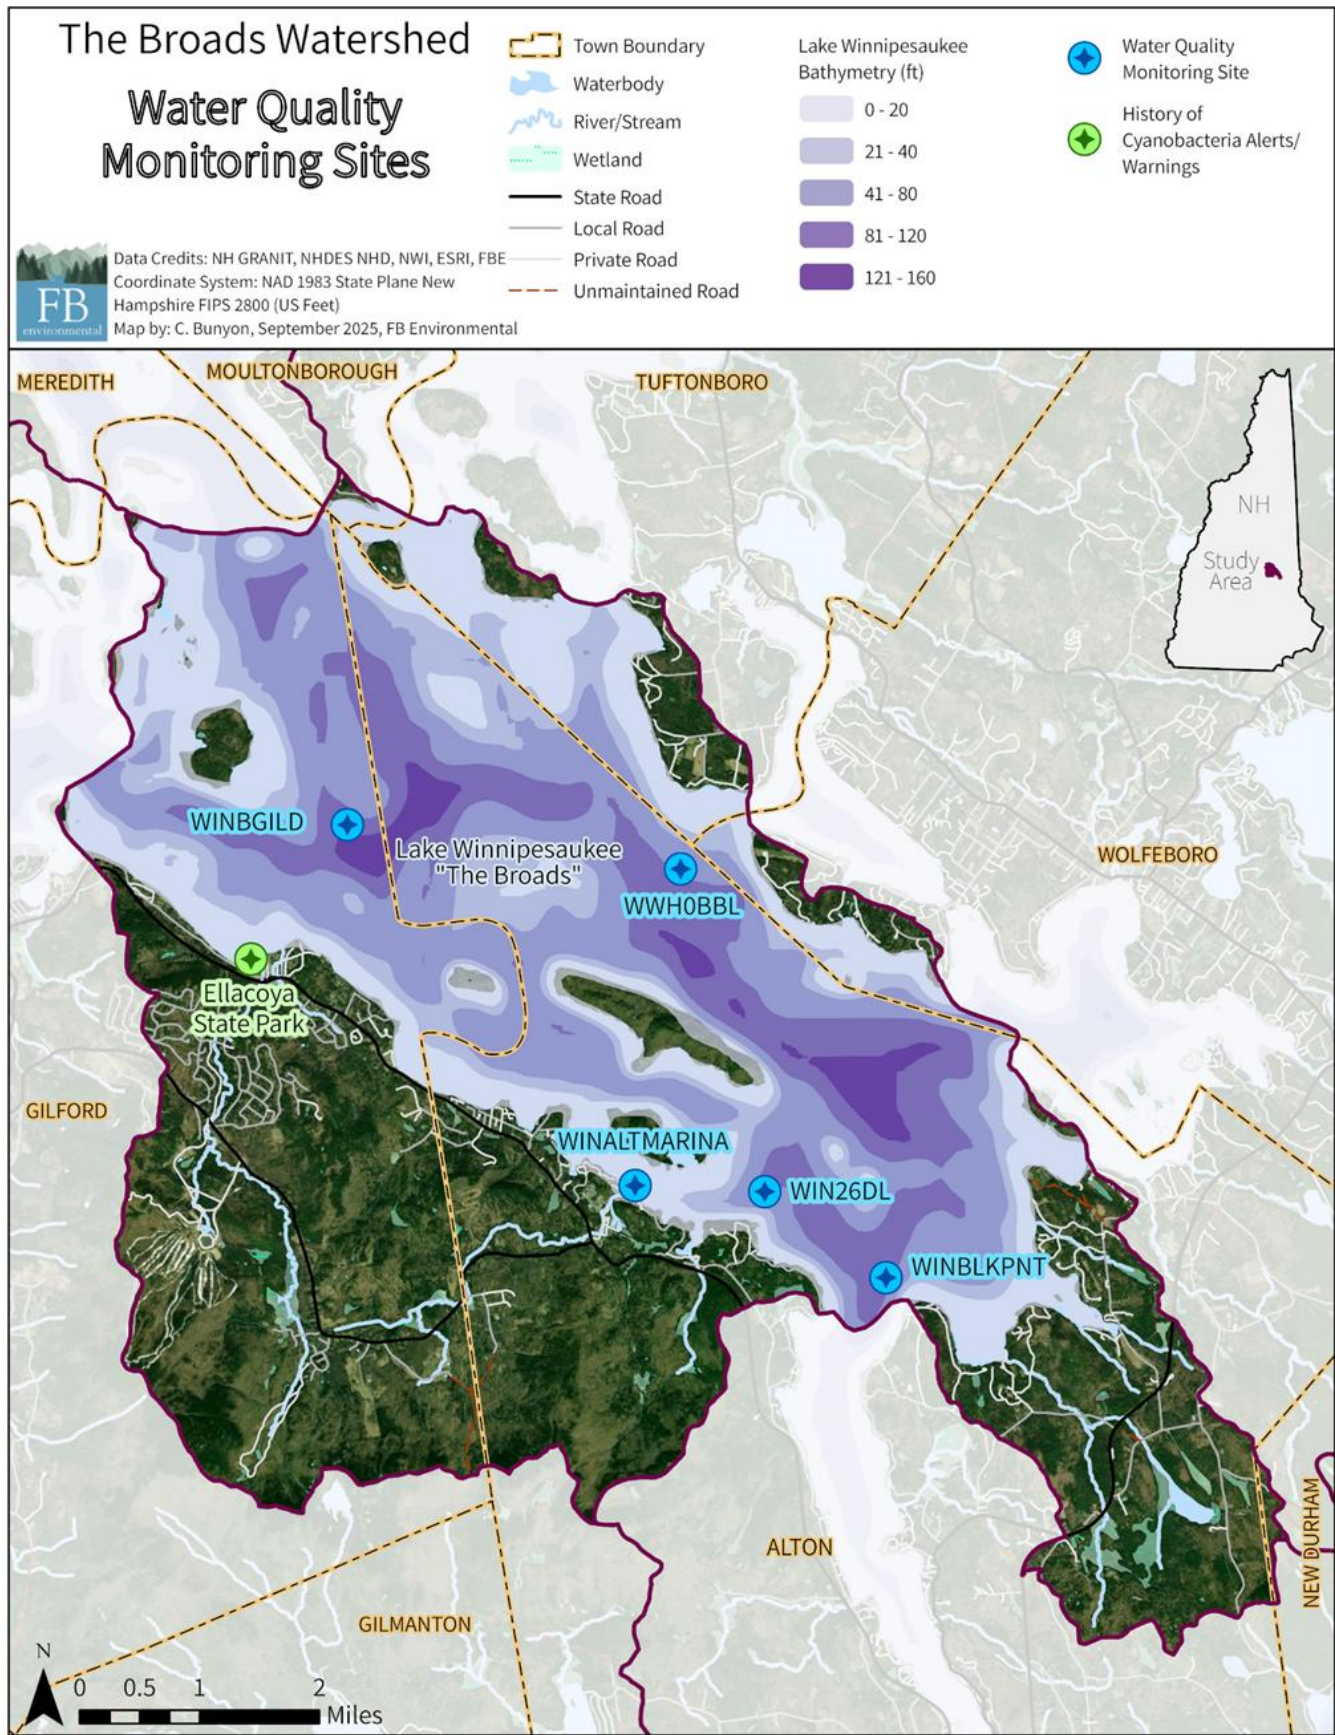 The Broads Watershed
Water Quality
Monitoring Sites
FB
environmental
Data Credits: NH GRANIT, NHDES NHD, NWI, ESRI, FBE
Coordinate System: NAD 1983 State Plane New
Hampshire FIPS 2800 (US Feet)
Map by: C. Bunyon, September 2025, FB Environmental
Town Boundary
Waterbody
River/Stream
Wetland
State Road
Local Road
Private Road
Unmaintained Road
Lake Winnipesaukee
Bathymetry (ft)
0 - 20
21 - 40
41 - 80
81 - 120
121 - 160
Water Quality
Monitoring Site
History of
Cyanobacteria Alerts/
Warnings
MEREDITH
MOULTONBOROUGH
TUFTONBORO
NH
Study
Area
WINBGILD
Lake Winnipesaukee
"The Broads"
WOLFEBORO
WWH0BBL
Ellacoya
State Park
GILFORD
WINALTMARINA
WIN26DL
WINBLKPNT
ALTON
NEW DURHAM
GILMANTON
N
0 0.5 1 2
Miles